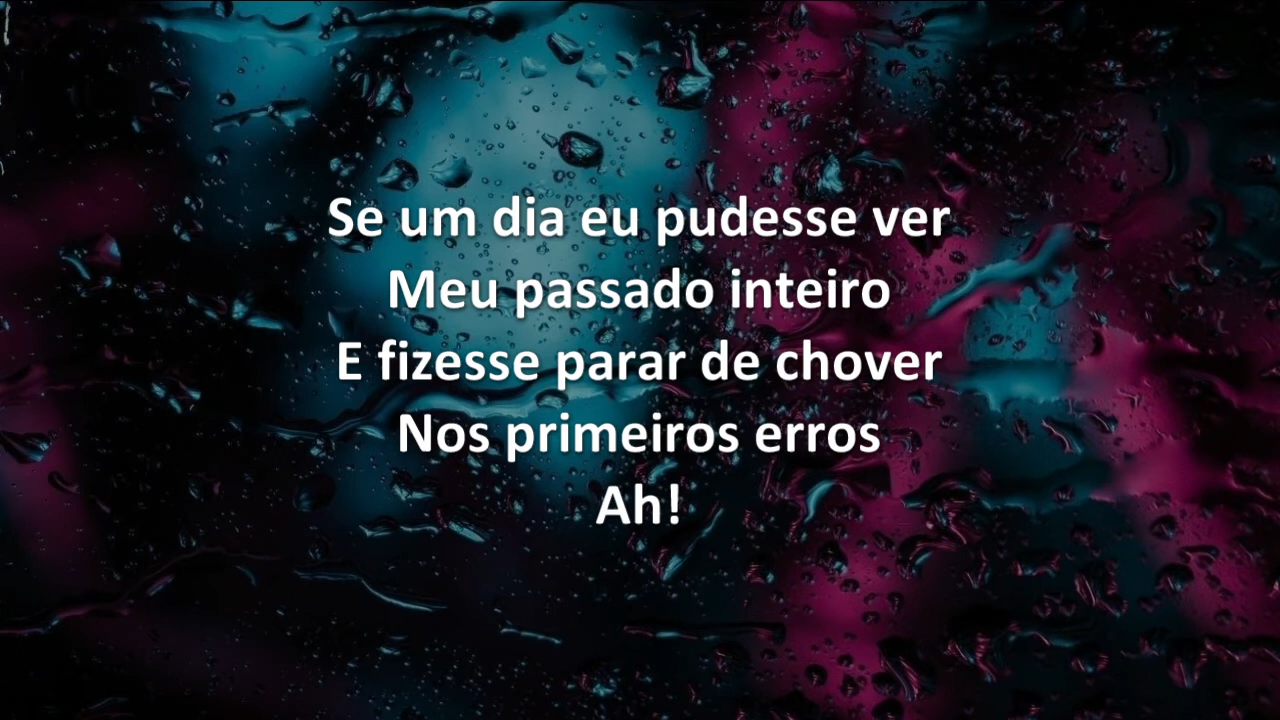 Se um dia eu pudesse ver
Meu passado inteiro
E fizesse parar de chover
Nos primeiros erros
Ah!